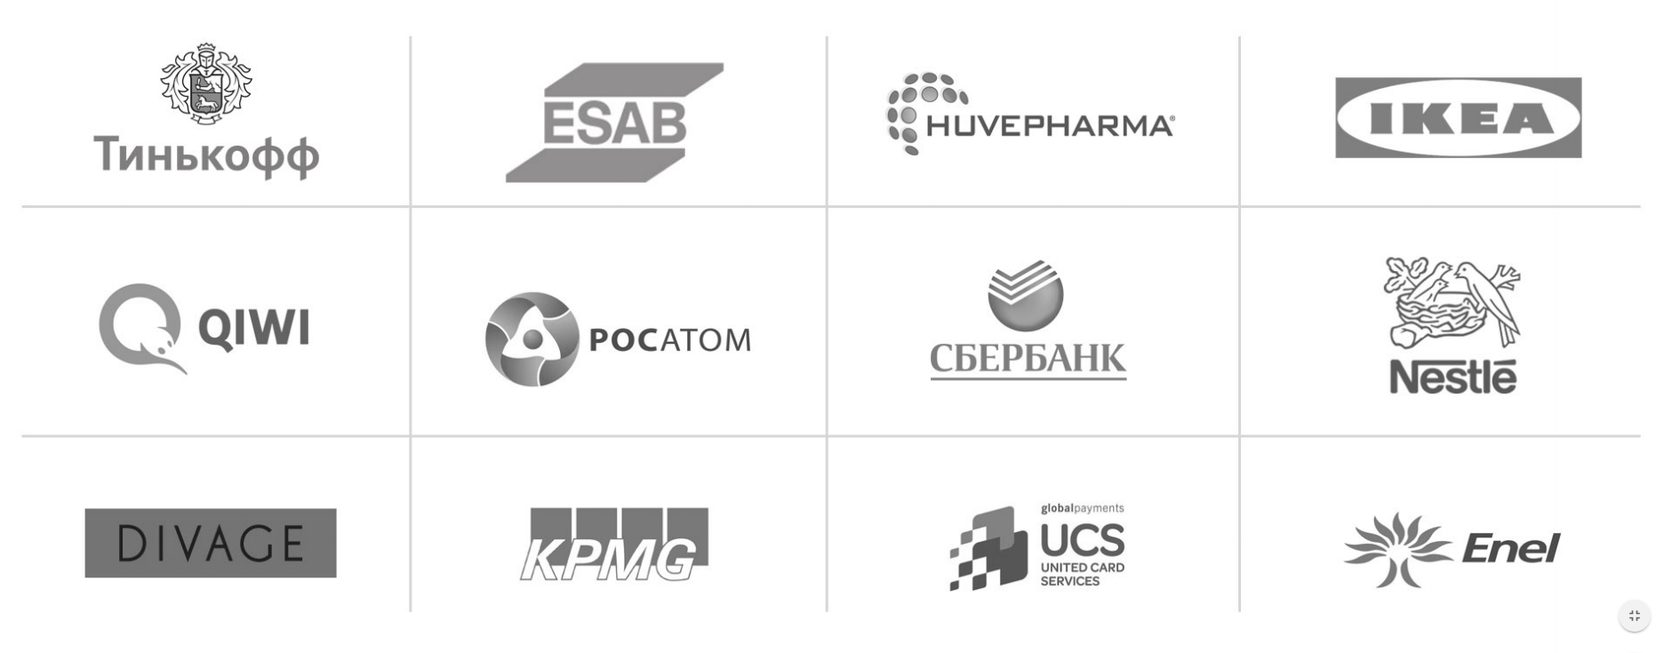 Тинькофф
ESAB
HUVEPHARMA®
IKEA
QIWI
РОСАТОМ
СБЕРБАНК
Nestlé
DIVAGE
KPMG
globalpayments
UCS
UNITED CARD
SERVICES
Enel